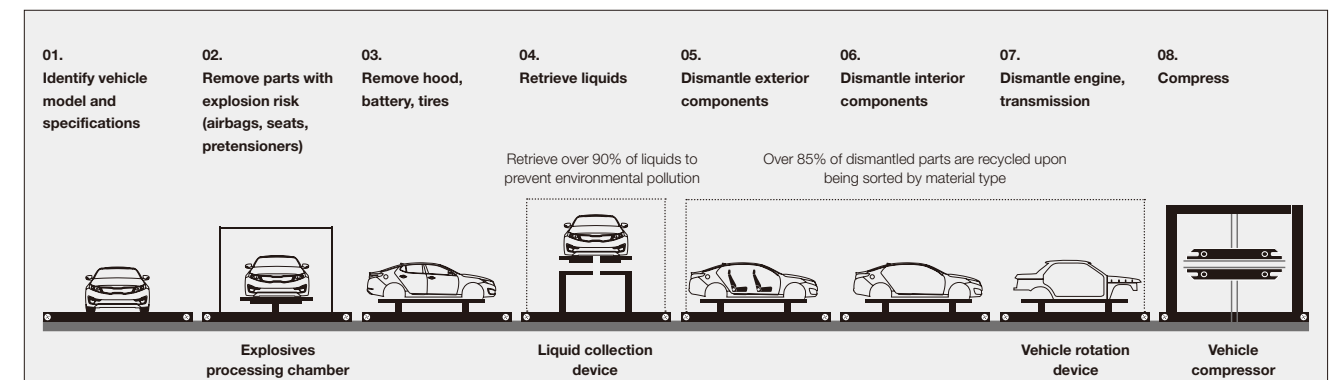 01.
Identify vehicle
model and
specifications
02.
Remove parts with
explosion risk
(airbags, seats,
pretensioners)
03.
Remove hood,
battery, tires
04.
Retrieve liquids
05.
Dismantle exterior
components
06.
Dismantle interior
components
07.
Dismantle engine,
transmission
08.
Compress
Retrieve over 90% of liquids to
prevent environmental pollution
Over 85% of dismantled parts are recycled upon
being sorted by material type
Explosives
processing chamber
Liquid collection
device
Vehicle rotation
device
Vehicle
compressor